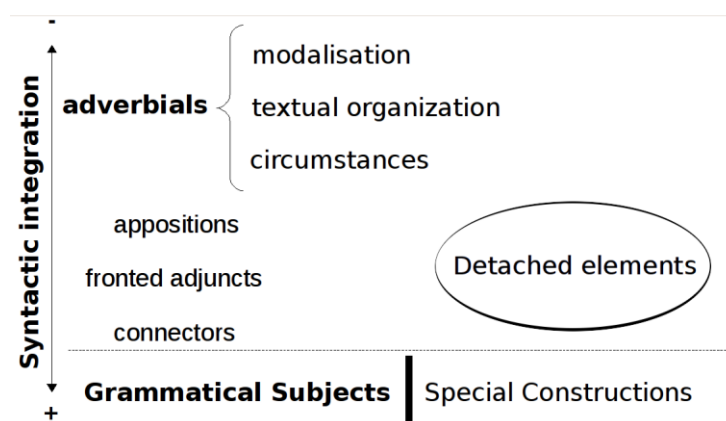 -
modalisation
adverbials
textual organization
circumstances
Syntactic integration
appositions
Detached elements
fronted adjuncts
connectors
Grammatical Subjects
Special Constructions
+